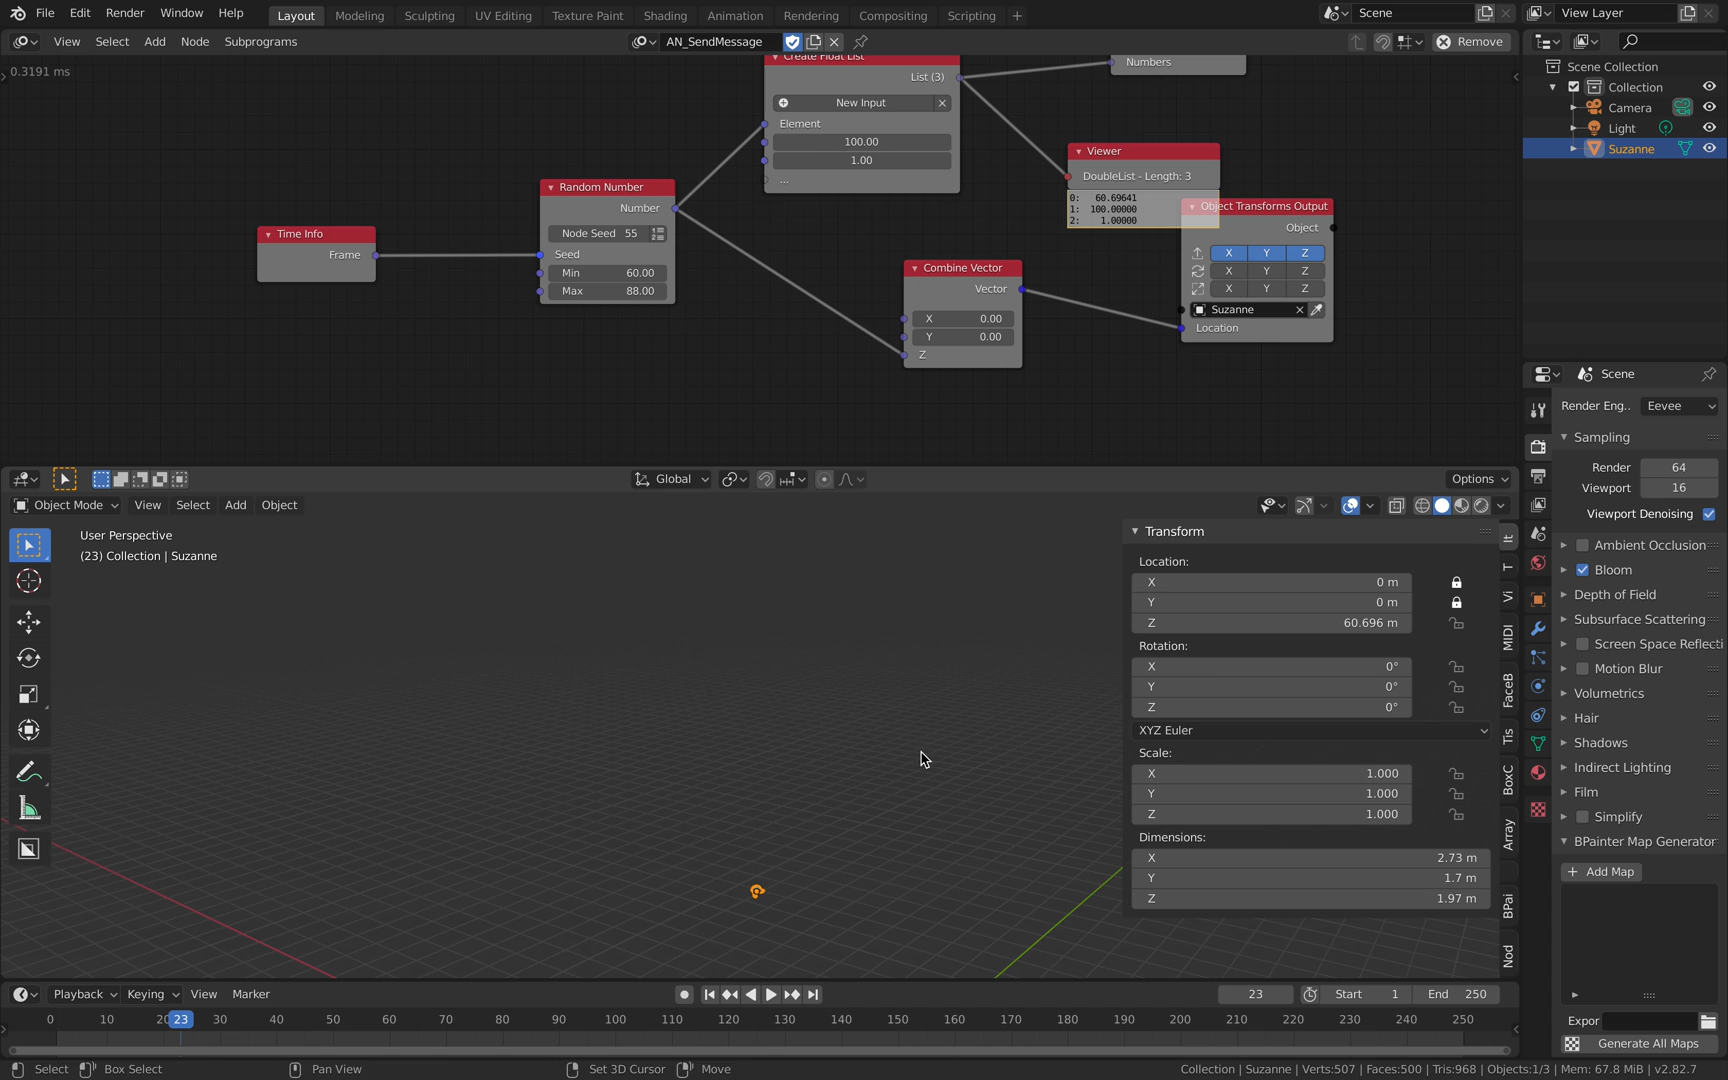 File Edit Render Window Help
Layout Modeling Sculpting UV Editing Texture Paint Shading Animation Rendering Compositing Scripting +
Scene
View Layer
View Select Add Node Subprograms
AN_SendMessage
Remove
0.3191 ms
Create Float List
List (3)
New Input
Element
100.00
1.00
...
Numbers
Viewer
DoubleList - Length: 3
0: 60.69641
1: 100.00000
2: 1.00000
Random Number
Number
Node Seed 55
Seed
Min 60.00
Max 88.00
Time Info
Frame
Combine Vector
Vector
X 0.00
Y 0.00
Z
Object Transforms Output
Object
X Y Z
X Y Z
X Y Z
Suzanne
Location
Scene Collection
Collection
Camera
Light
Suzanne
Scene
Render Eng.. Eevee
Sampling
Render 64
Viewport 16
Viewport Denoising
Ambient Occlusion
Bloom
Depth of Field
Subsurface Scattering
Screen Space Reflecti
Motion Blur
Volumetrics
Hair
Shadows
Indirect Lighting
Film
Simplify
BPainter Map Generator
Add Map
Expor
Generate All Maps
Global
Options
Object Mode View Select Add Object
User Perspective
(23) Collection | Suzanne
Transform
Location:
X 0 m
Y 0 m
Z 60.696 m
Rotation:
X 0°
Y 0°
Z 0°
XYZ Euler
Scale:
X 1.000
Y 1.000
Z 1.000
Dimensions:
X 2.73 m
Y 1.7 m
Z 1.97 m
It
T
Vi
MIDI
FaceB
Tis
BoxC
Array
BPai
Nod
Playback Keying View Marker
23
Start 1
End 250
0 10 20 23 30 40 50 60 70 80 90 100 110 120 130 140 150 160 170 180 190 200 210 220 230 240 250
Select Box Select Pan View Set 3D Cursor Move
Collection | Suzanne | Verts:507 | Faces:500 | Tris:968 | Objects:1/3 | Mem: 67.8 MiB | v2.82.7